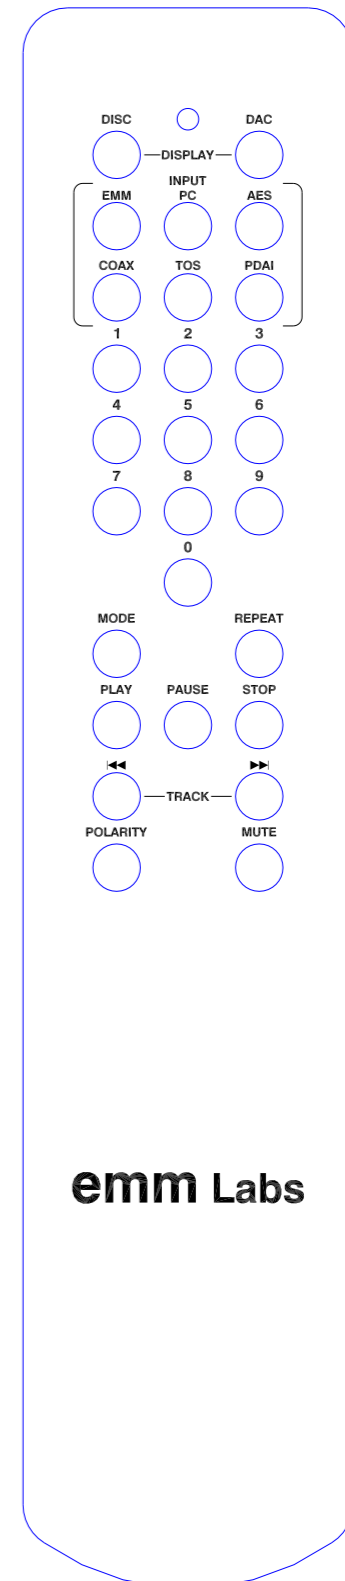 DISC DAC
DISPLAY
INPUT
EMM PC AES
COAX TOS PDAI
1 2 3
4 5 6
7 8 9
0
MODE REPEAT
PLAY PAUSE STOP
TRACK
POLARITY MUTE
emm Labs